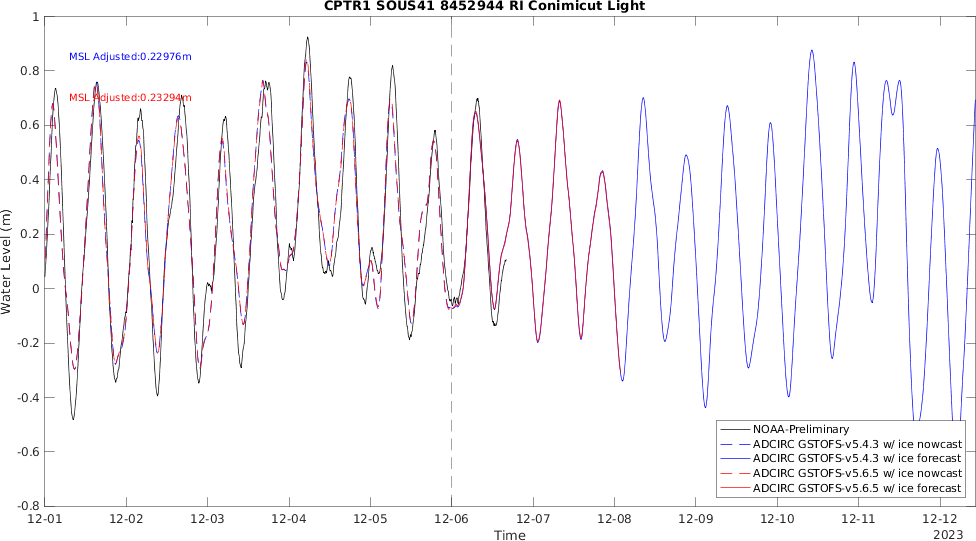 CPTR1 SOUS41 8452944 RI Conimicut Light
MSL Adjusted:0.22976m
MSL Adjusted:0.23294m
Water Level (m)
1
0.8
0.6
0.4
0.2
0
-0.2
-0.4
-0.6
-0.8
NOAA-Preliminary
ADCIRC GSTOFS-v5.4.3 w/ ice nowcast
ADCIRC GSTOFS-v5.4.3 w/ ice forecast
ADCIRC GSTOFS-v5.6.5 w/ ice nowcast
ADCIRC GSTOFS-v5.6.5 w/ ice forecast
12-01 12-02 12-03 12-04 12-05 12-06 12-07 12-08 12-09 12-10 12-11 12-12
Time
2023